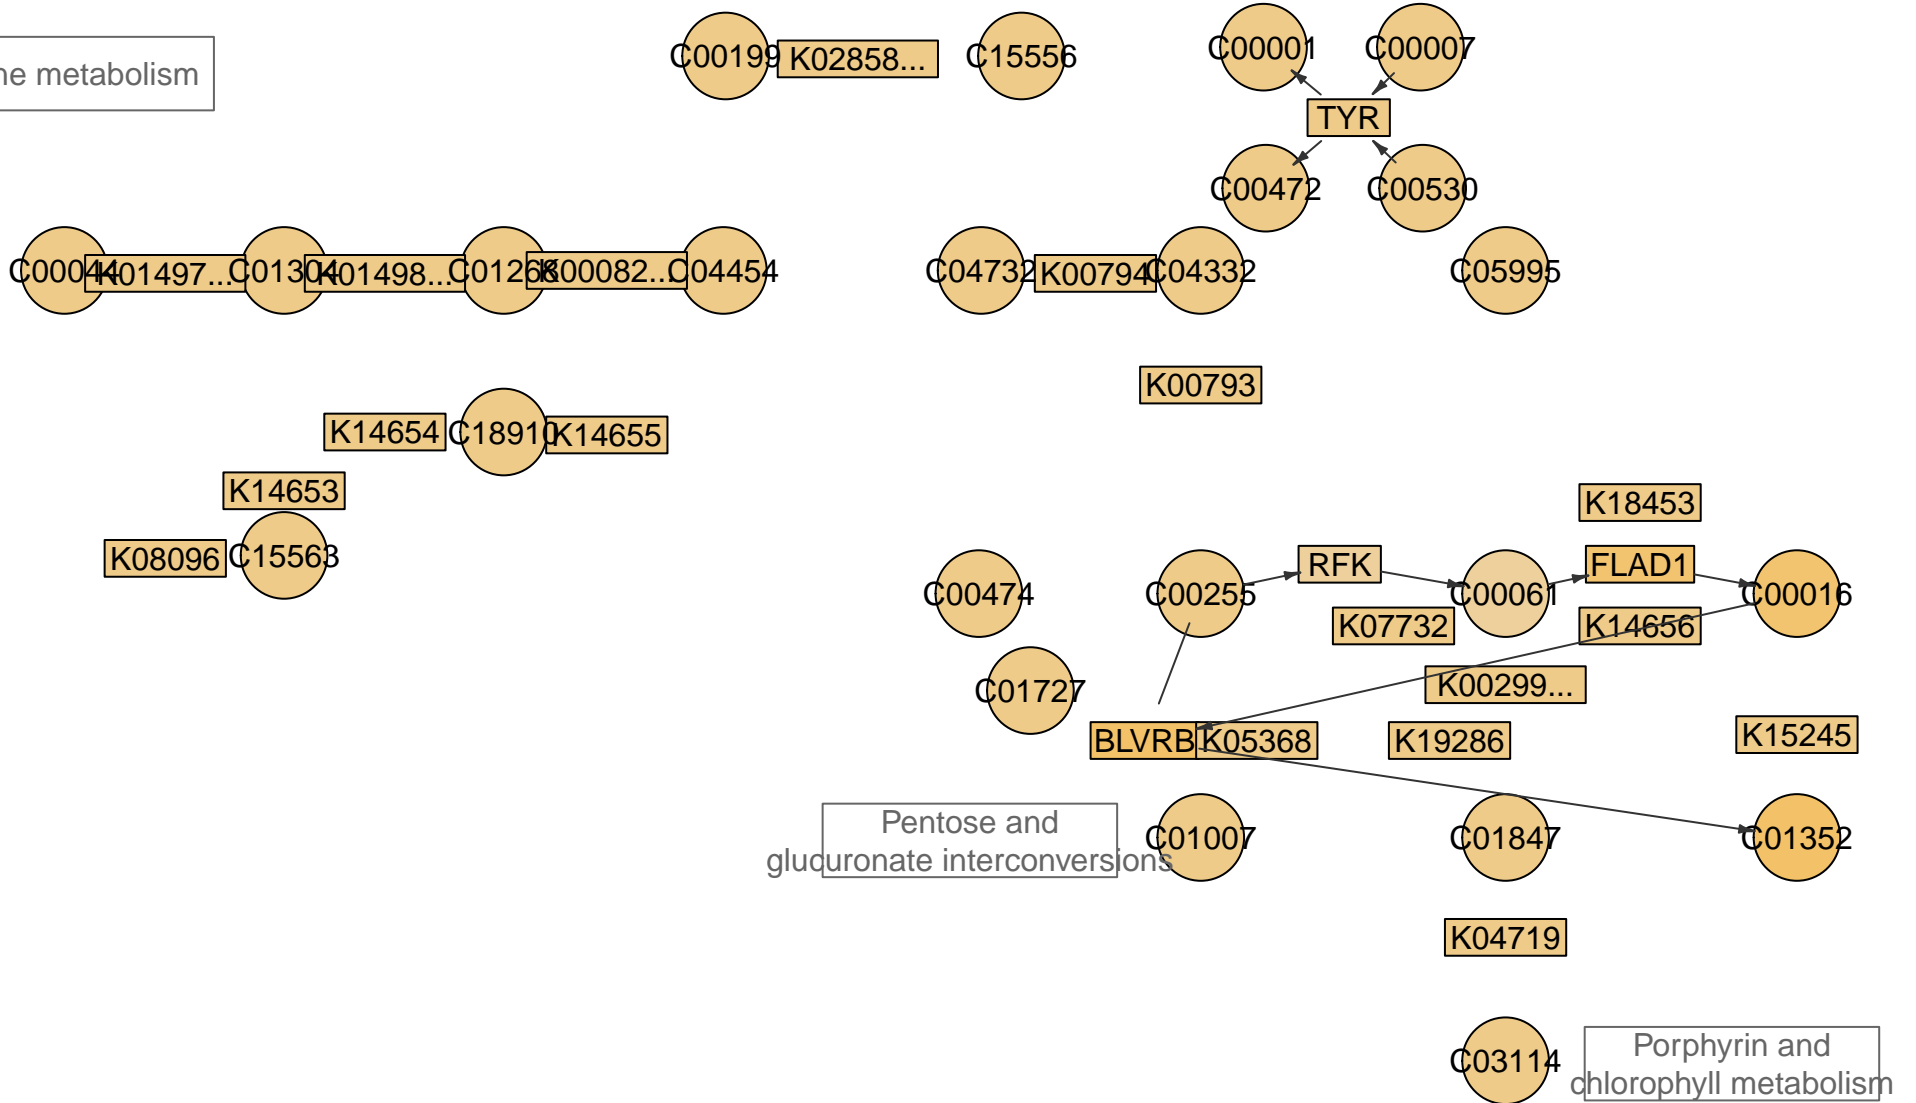 ne metabolism
C00199
K02858...
C15556
C00001
C00007
TYR
C00472
C00530
C00044
K01497...
C01304
K01498...
C01268
K00082...
C04454
C04732
K00794
C04332
C05995
K00793
K14654
C18910
K14655
K14653
K08096
C15563
K18453
C00474
C00255
RFK
C00061
FLAD1
C00016
K07732
K14656
C01727
K00299...
BLVRB
K05368
K19286
K15245
Pentose and
glucuronate interconversions
C01007
C01847
C01352
K04719
C03114
Porphyrin and
chlorophyll metabolism